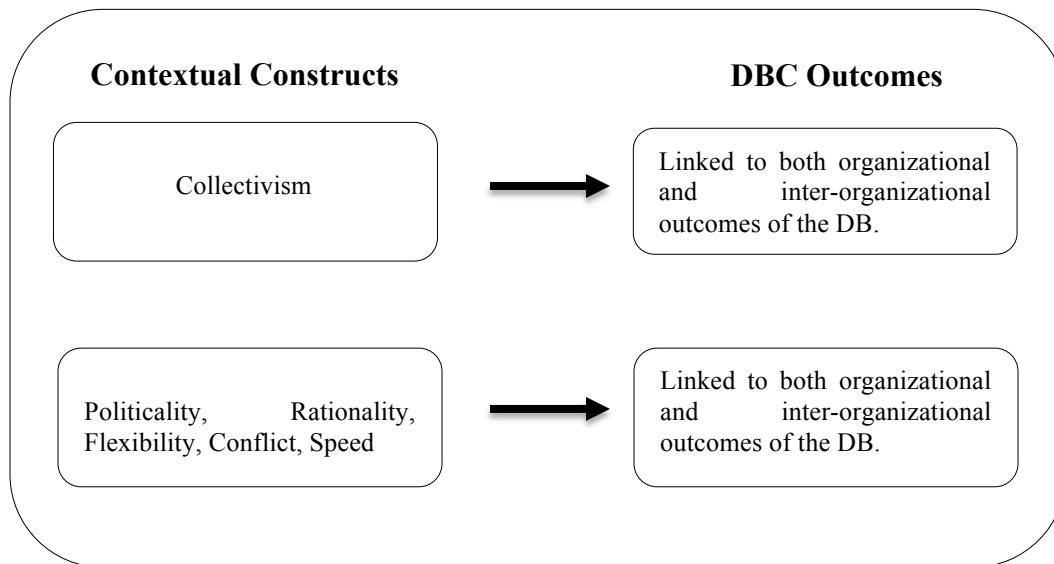 Contextual Constructs
DBC Outcomes
Collectivism
Linked to both organizational
and inter-organizational
outcomes of the DB.
Politicality, Rationality,
Flexibility, Conflict, Speed
Linked to both organizational
and inter-organizational
outcomes of the DB.